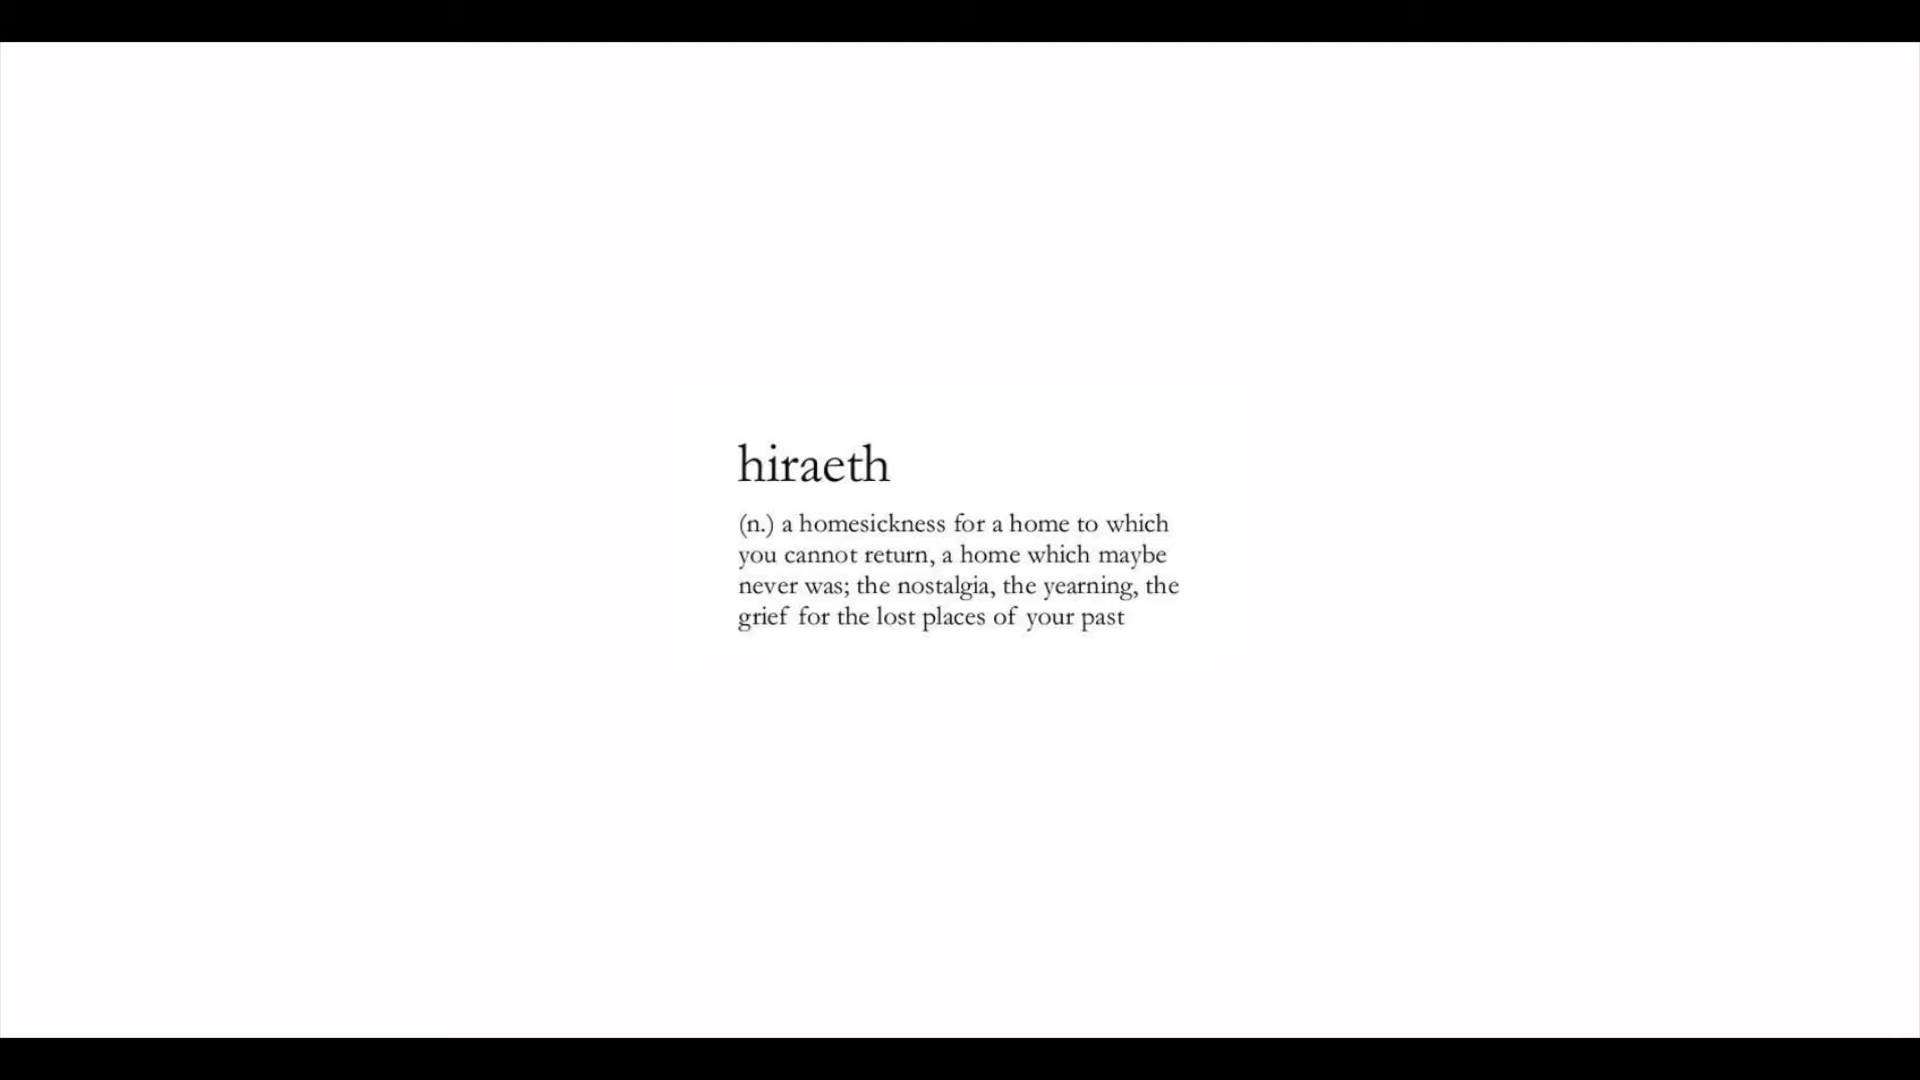 hiraeth
(n.) a homesickness for a home to which
you cannot return, a home which maybe
never was; the nostalgia, the yearning, the
grief for the lost places of your past